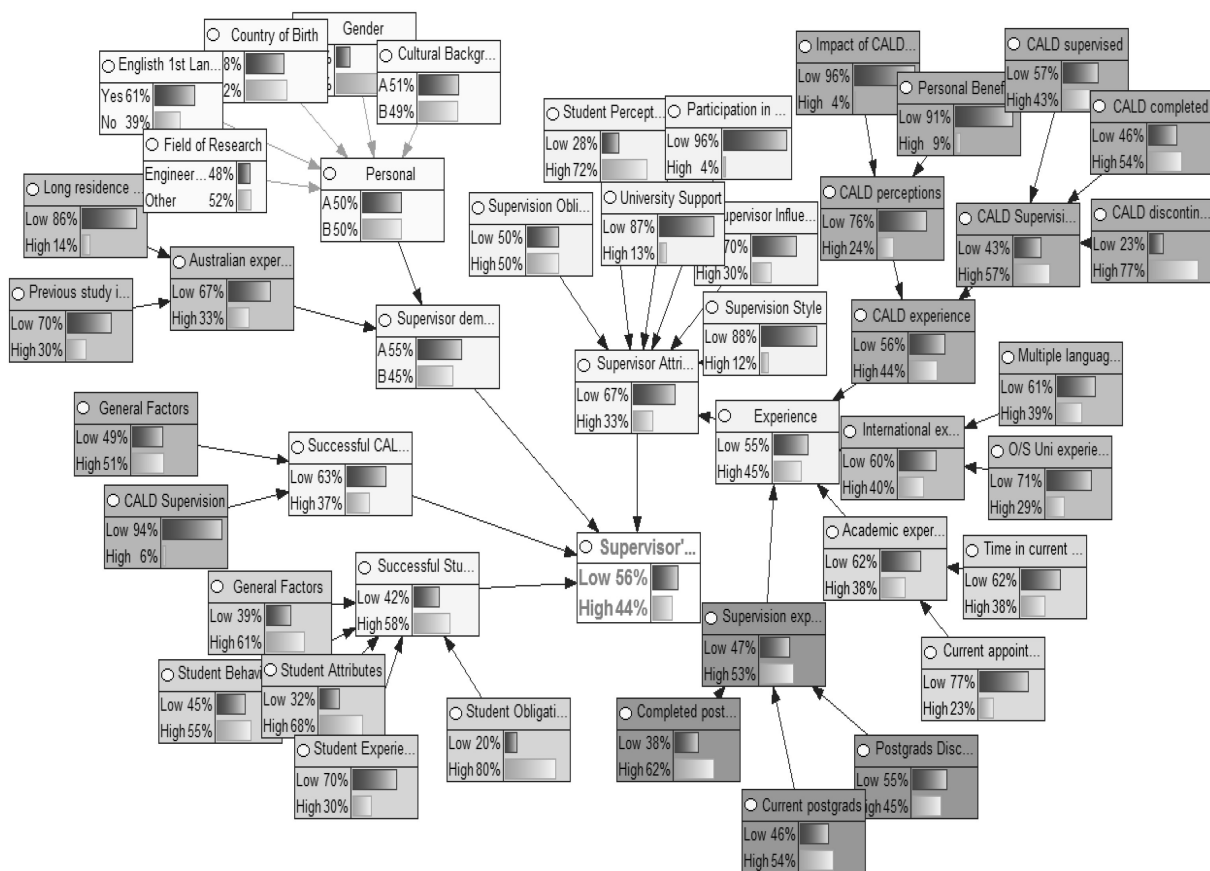 Country of Birth
8%
2%
Gender
Cultural Backgr...
A 51%
B 49%
Englisth 1st Lan...
Yes 61%
No 39%
Field of Research
Engineer... 48%
Other 52%
Personal
A 50%
B 50%
Long residence ...
Low 86%
High 14%
Australian exper...
Low 67%
High 33%
Previous study i...
Low 70%
High 30%
Supervisor dem...
A 55%
B 45%
General Factors
Low 49%
High 51%
CALD Supervision
Low 94%
High 6%
Successful CAL...
Low 63%
High 37%
General Factors
Low 39%
High 61%
Successful Stu...
Low 42%
High 58%
Student Behavi
Low 45%
High 55%
Student Attributes
Low 32%
High 68%
Student Experie...
Low 70%
High 30%
Student Obligati...
Low 20%
High 80%
Supervisor'...
Low 56%
High 44%
Student Percept...
Low 28%
High 72%
Participation in ...
Low 96%
High 4%
Supervision Obli...
Low 50%
High 50%
University Support
Low 87%
High 13%
upervisor Influe...
70%
30%
Supervision Style
Low 88%
High 12%
Supervisor Attri...
Low 67%
High 33%
Experience
Low 55%
High 45%
Impact of CALD...
Low 96%
High 4%
Personal Benef
Low 91%
High 9%
CALD supervised
Low 57%
High 43%
CALD completed
Low 46%
High 54%
CALD perceptions
Low 76%
High 24%
CALD Supervisi...
Low 43%
High 57%
CALD discontin...
Low 23%
High 77%
CALD experience
Low 56%
High 44%
Multiple languag...
Low 61%
High 39%
International ex...
Low 60%
High 40%
O/S Uni experie...
Low 71%
High 29%
Academic exper...
Low 62%
High 38%
Time in current ...
Low 62%
High 38%
Current appoint...
Low 77%
High 23%
Supervision exp...
Low 47%
High 53%
Completed post...
Low 38%
High 62%
Postgrads Disc...
Low 55%
igh 45%
Current postgrads
Low 46%
High 54%